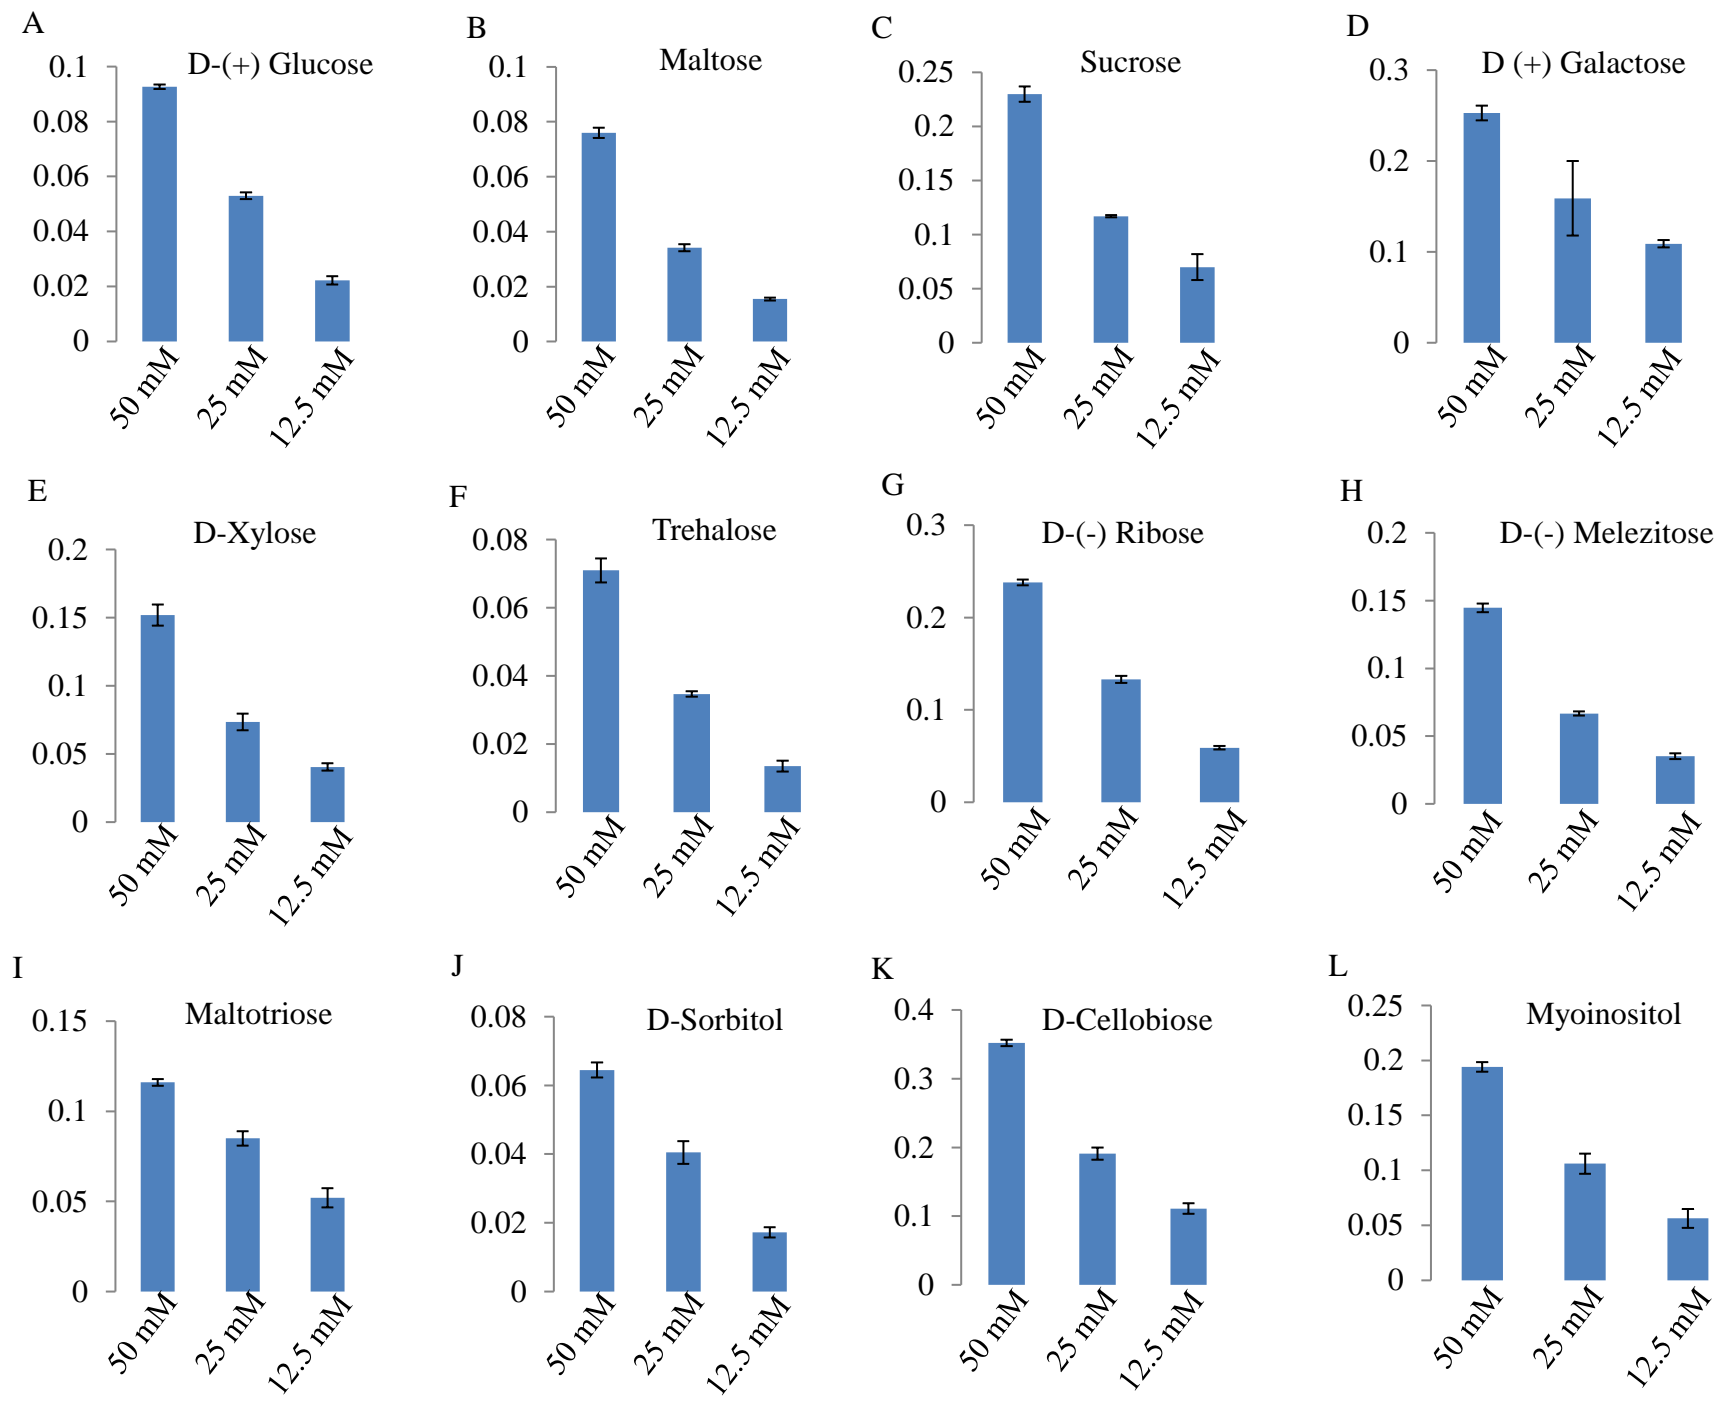 A
D-(+) Glucose
0.1
0.08
0.06
0.04
0.02
0
50 mM
25 mM
12.5 mM
B
Maltose
0.1
0.08
0.06
0.04
0.02
0
50 mM
25 mM
12.5 mM
C
Sucrose
0.25
0.2
0.15
0.1
0.05
0
50 mM
25 mM
12.5 mM
D
D (+) Galactose
0.3
0.2
0.1
0
50 mM
25 mM
12.5 mM
E
D-Xylose
0.2
0.15
0.1
0.05
0
50 mM
25 mM
12.5 mM
F
Trehalose
0.08
0.06
0.04
0.02
0
50 mM
25 mM
12.5 mM
G
D-(-) Ribose
0.3
0.2
0.1
0
50 mM
25 mM
12.5 mM
H
D-(-) Melezitose
0.2
0.15
0.1
0.05
0
50 mM
25 mM
12.5 mM
I
Maltotriose
0.15
0.1
0.05
0
50 mM
25 mM
12.5 mM
J
D-Sorbitol
0.08
0.06
0.04
0.02
0
50 mM
25 mM
12.5 mM
K
D-Cellobiose
0.4
0.3
0.2
0.1
0
50 mM
25 mM
12.5 mM
L
Myoinositol
0.25
0.2
0.15
0.1
0.05
0
50 mM
25 mM
12.5 mM